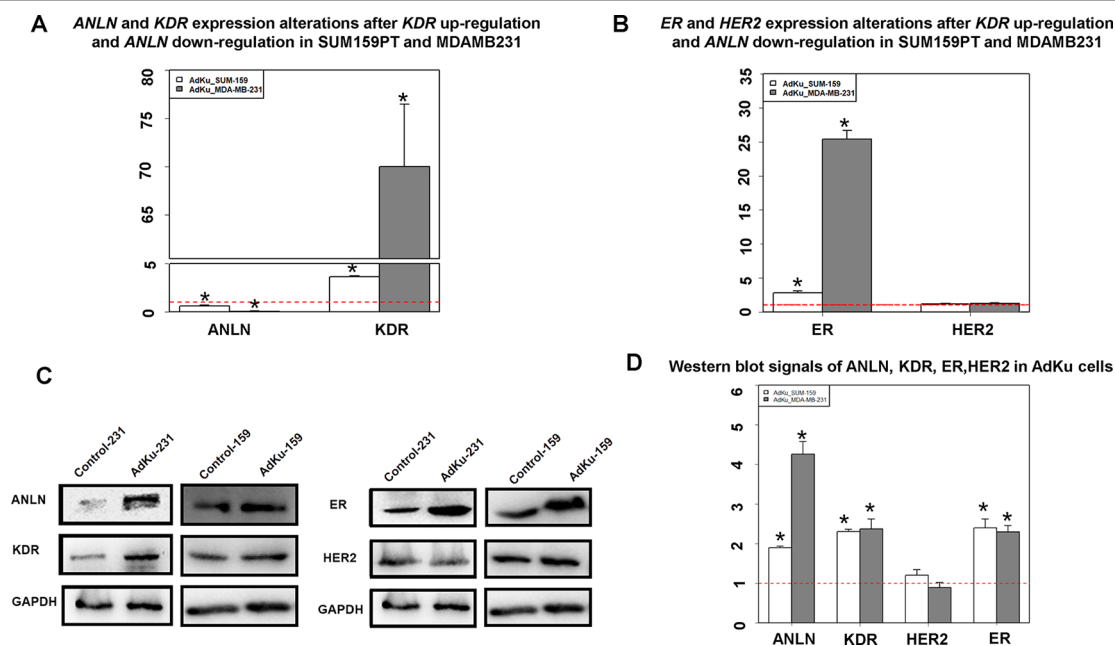 A
ANLN and KDR expression alterations after KDR up-regulation
and ANLN down-regulation in SUM159PT and MDAMB231
AdKu_SUM-159
AdKu_MDA-MB-231
80
75
70
65
5
0
*
*
*
*
ANLN
KDR
B
ER and HER2 expression alterations after KDR up-regulation
and ANLN down-regulation in SUM159PT and MDAMB231
AdKu_SUM-159
AdKu_MDA-MB-231
35
30
25
20
15
10
5
0
*
*
ER
HER2
C
Control-231
AdKu-231
Control-159
AdKu-159
ANLN
KDR
GAPDH
Control-231
AdKu-231
Control-159
AdKu-159
ER
HER2
GAPDH
D
Western blot signals of ANLN, KDR, ER,HER2 in AdKu cells
AdKu_SUM-159
AdKu_MDA-MB-231
6
5
4
3
2
1
0
*
*
*
*
*
*
ANLN
KDR
HER2
ER